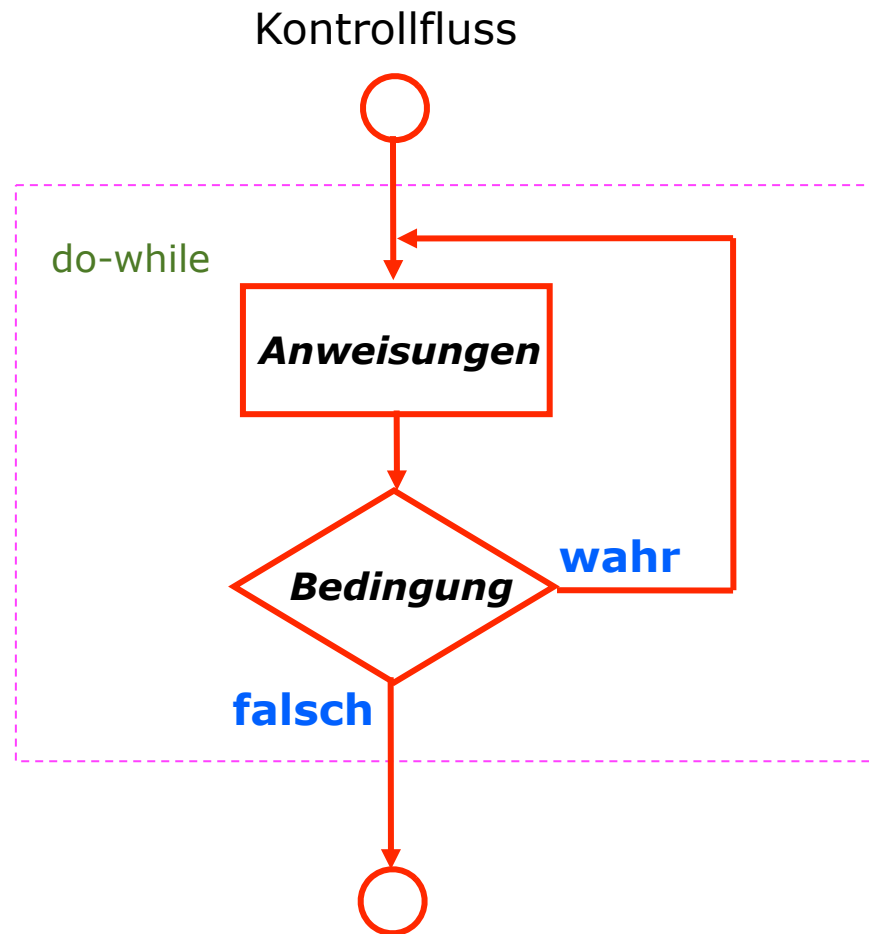 Kontrollfluss
do-while
Anweisungen
Bedingung
wahr
falsch